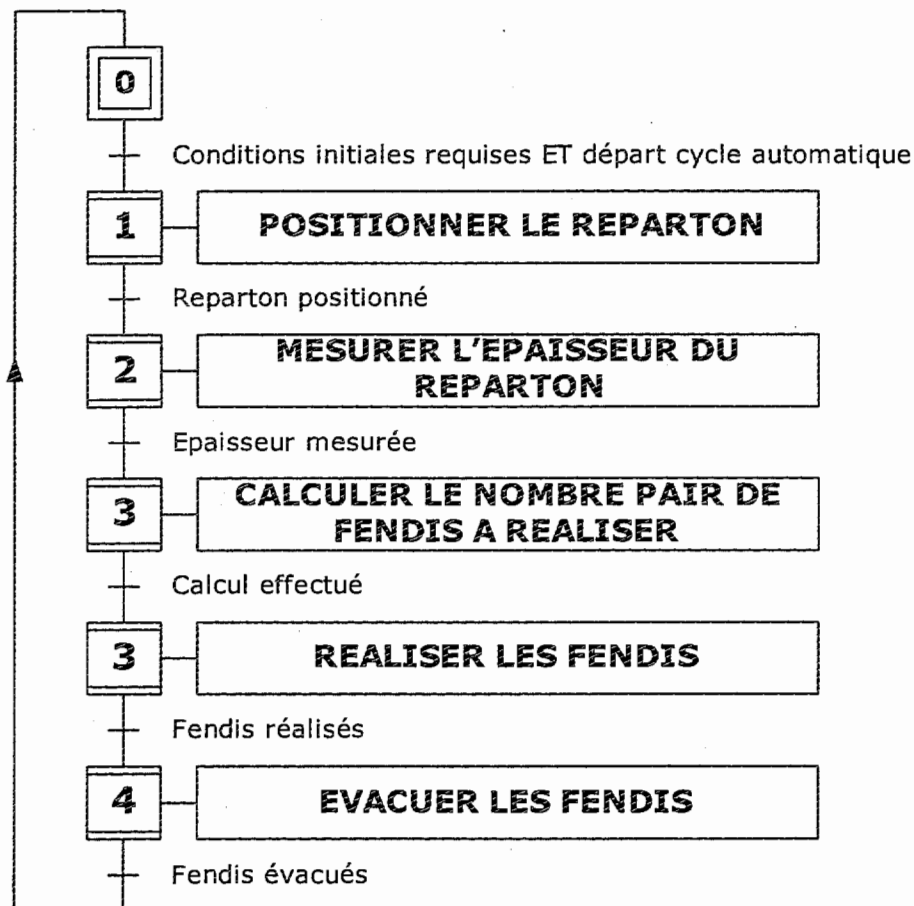 0
Conditions initiales requises ET départ cycle automatique
1
POSITIONNER LE REPARTON
Reparton positionné
2
MESURER L'EPAISSEUR DU
REPARTON
Epaisseur mesurée
3
CALCULER LE NOMBRE PAIR DE
FENDIS A REALISER
Calcul effectué
3
REALISER LES FENDIS
Fendis réalisés
4
EVACUER LES FENDIS
Fendis évacués